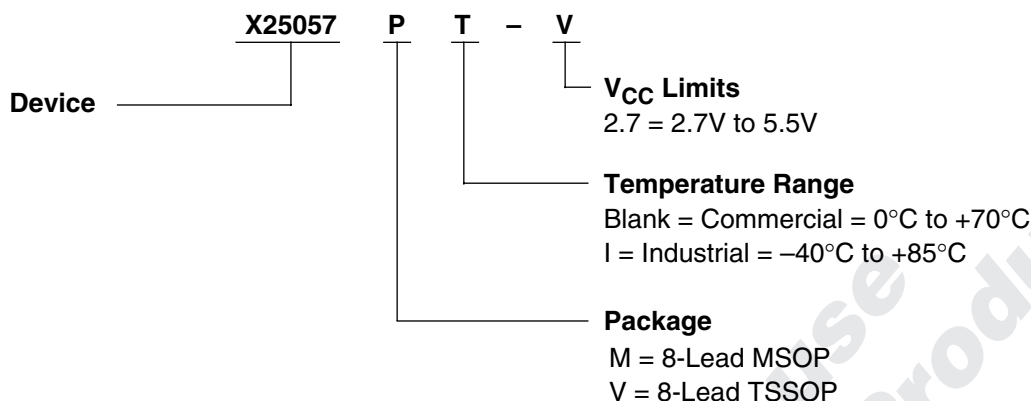 X25057 P T – V
Device
VCC Limits
2.7 = 2.7V to 5.5V
Temperature Range
Blank = Commercial = 0°C to +70°C
I = Industrial = –40°C to +85°C
Package
M = 8-Lead MSOP
V = 8-Lead TSSOP
use